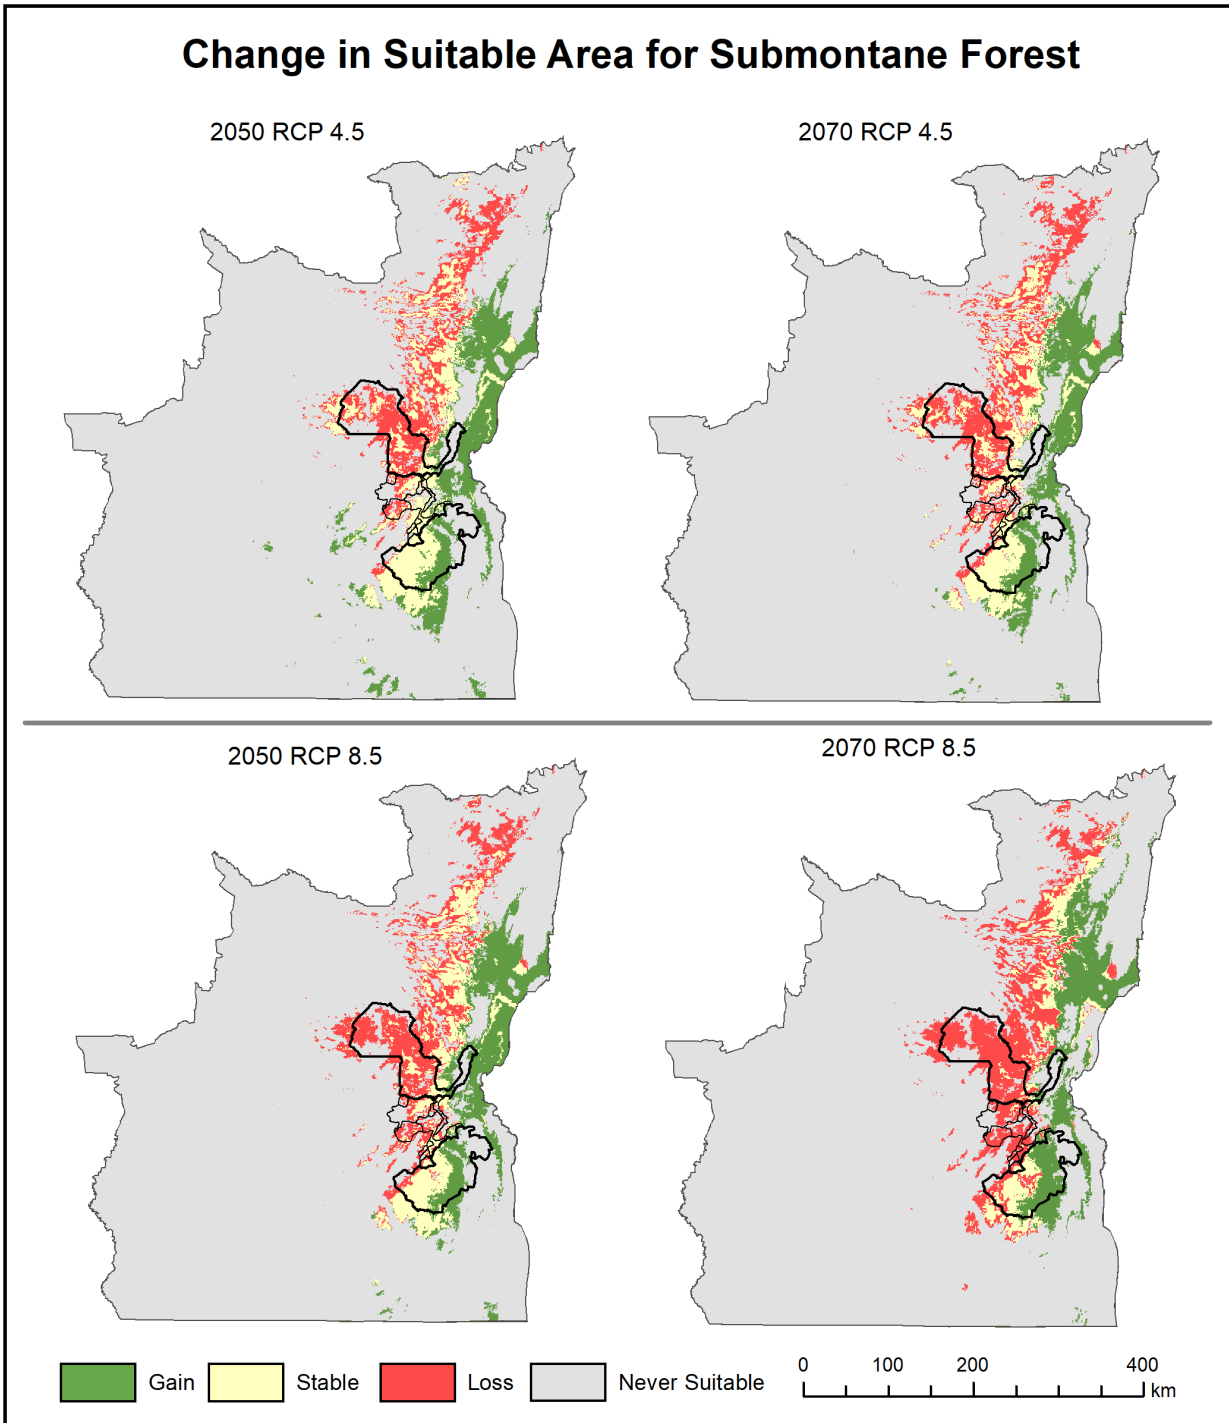 Change in Suitable Area for Submontane Forest
2050 RCP 4.5
2070 RCP 4.5
2050 RCP 8.5
2070 RCP 8.5
Gain
Stable
Loss
Never Suitable
0 100 200 400
km